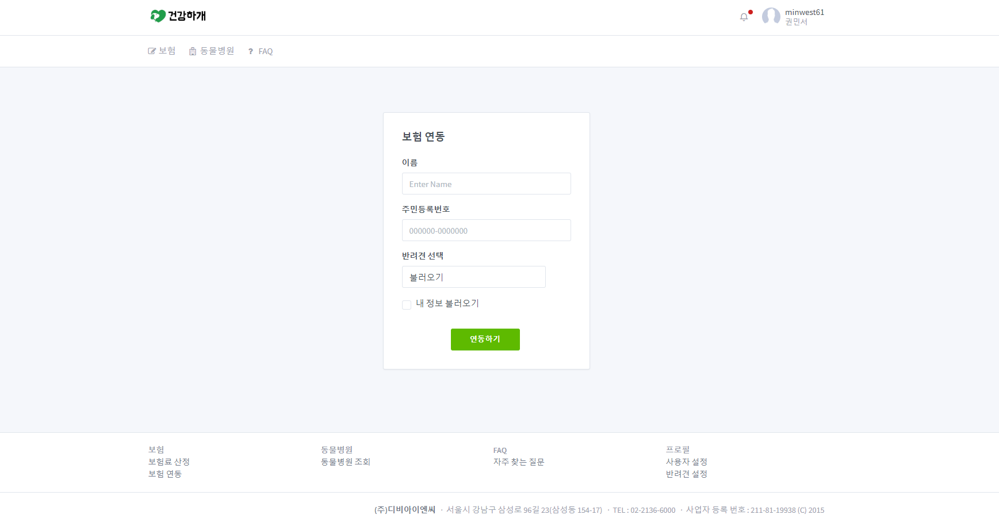 건강하개
minwest61
권민서
보험
동물병원
? FAQ
보험 연동
이름
Enter Name
주민등록번호
000000-0000000
반려견 선택
불러오기
내 정보 불러오기
연동하기
보험
보험료 산정
보험 연동
동물병원
동물병원 조회
FAQ
자주 찾는 질문
프로필
사용자 설정
반려견 설정
(주)디비아이엔씨 · 서울시 강남구 삼성로 96길 23(삼성동 154-17) · TEL : 02-2136-6000 · 사업자 등록 번호 : 211-81-19938 (C) 2015